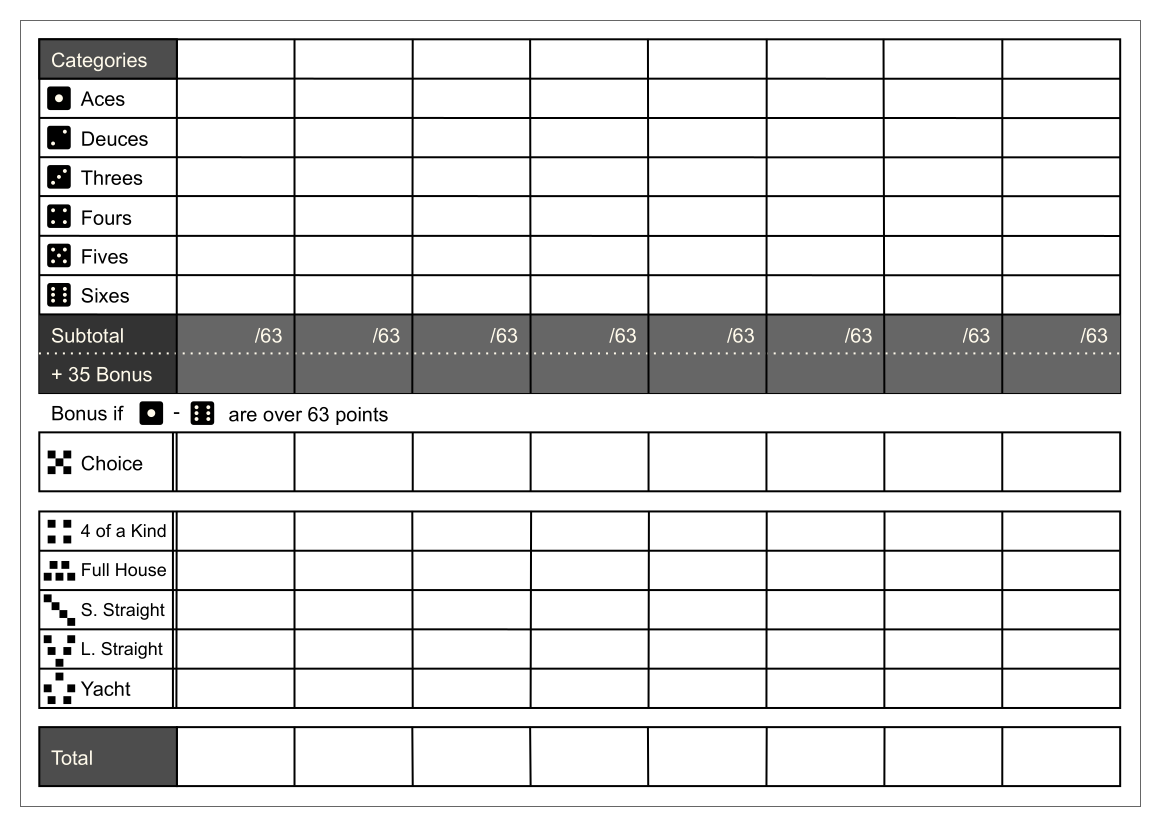 Categories
Aces
Deuces
Threes
Fours
Fives
Sixes
Subtotal /63 /63 /63 /63 /63 /63 /63 /63
+ 35 Bonus
Bonus if - are over 63 points
Choice
4 of a Kind
Full House
S. Straight
L. Straight
Yacht
Total